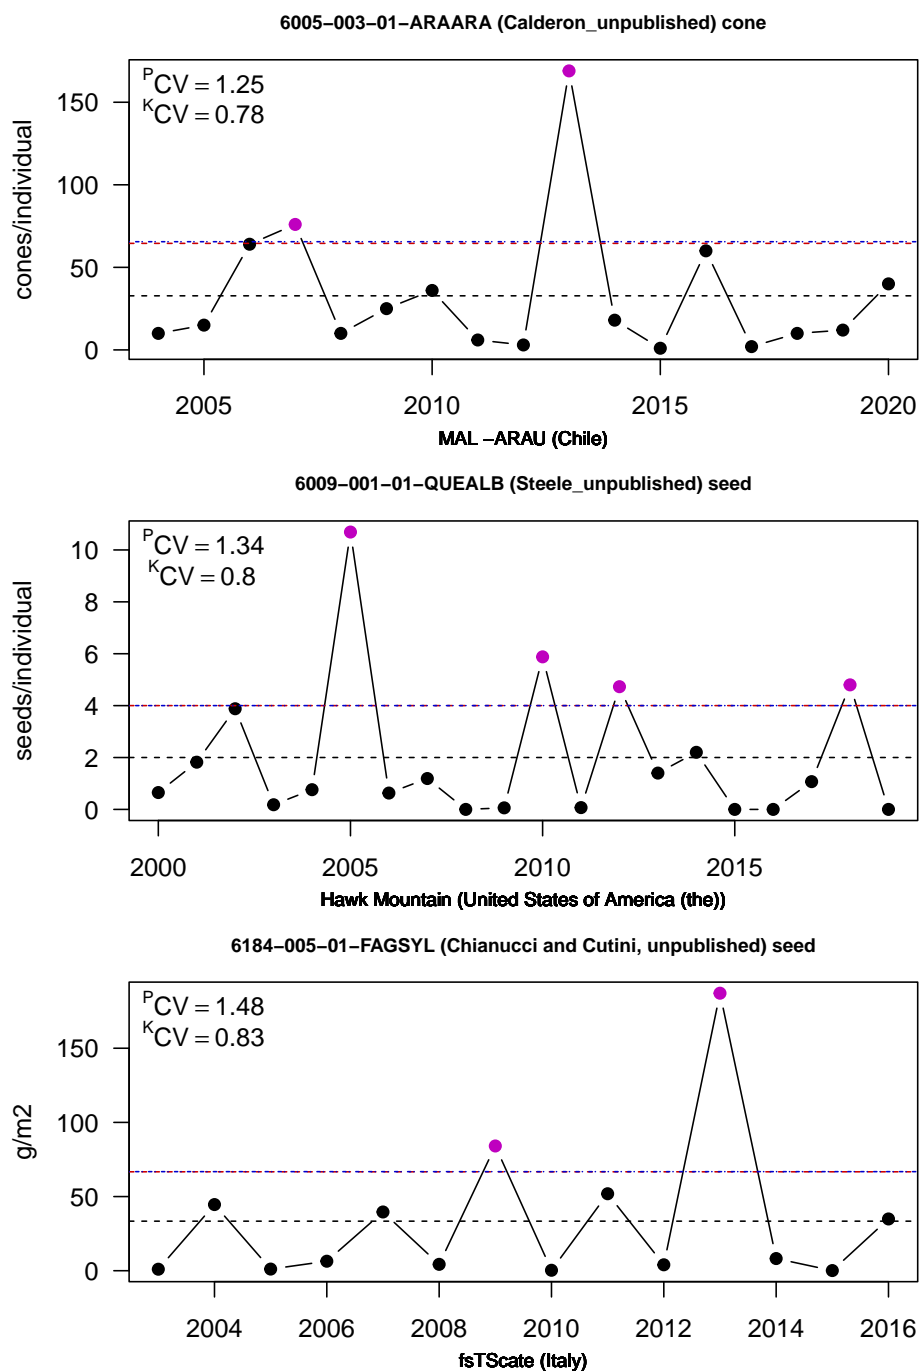 6005−003−01−ARAARA (Calderon_unpublished) cone
PCV = 1.25
KCV = 0.78
cones/individual
150
100
50
0
2005 2010 2015 2020
MAL −ARAU (Chile)
6009−001−01−QUEALB (Steele_unpublished) seed
PCV = 1.34
KCV = 0.8
seeds/individual
10
8
6
4
2
0
2000 2005 2010 2015
Hawk Mountain (United States of America (the))
6184−005−01−FAGSYL (Chianucci and Cutini, unpublished) seed
PCV = 1.48
KCV = 0.83
g/m2
150
100
50
0
2004 2006 2008 2010 2012 2014 2016
fsTScate (Italy)